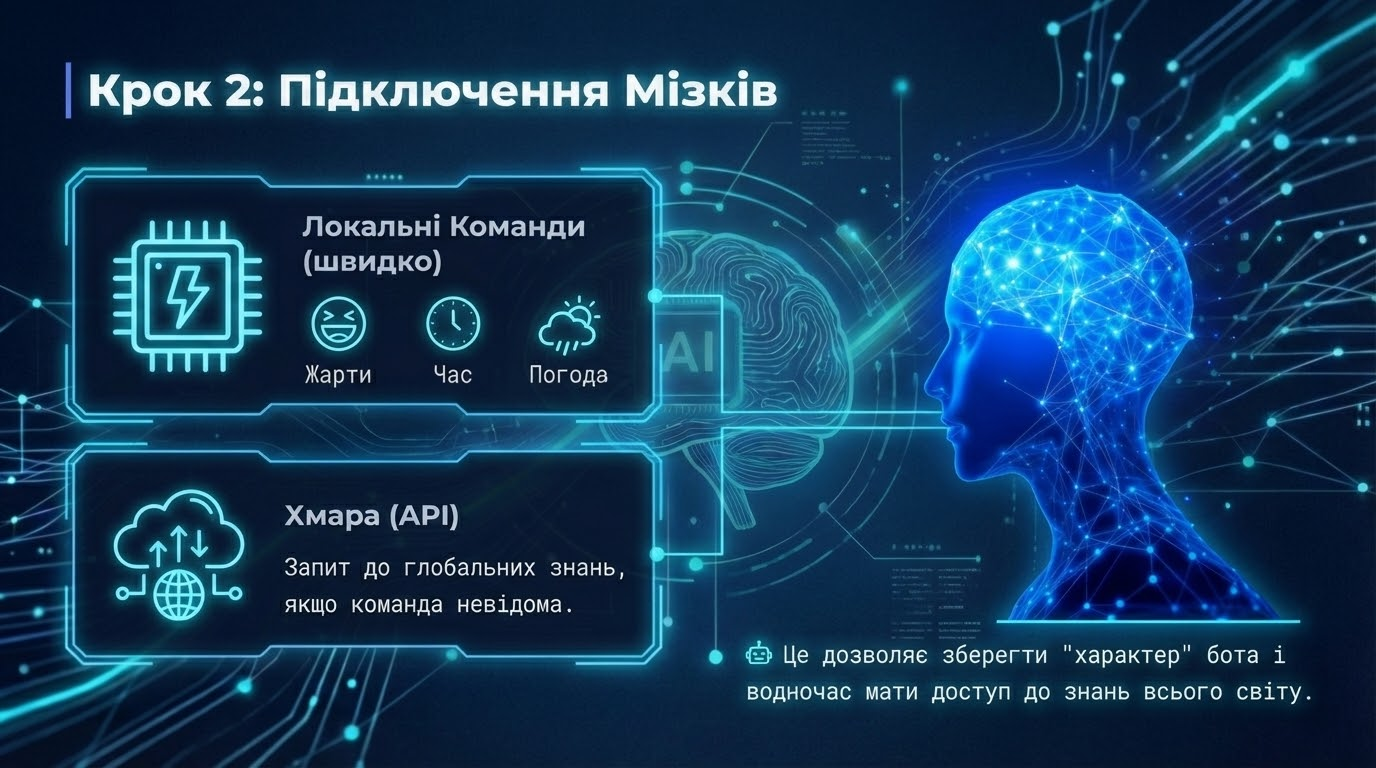 Крок 2: Підключення Мізків
Локальні Команди
(швидко)
Жарти
Час
Погода
AI
Хмара (API)
Запит до глобальних знань,
якщо команда невідома.
Це дозволяє зберегти "характер" бота і
водночас мати доступ до знань всього світу.